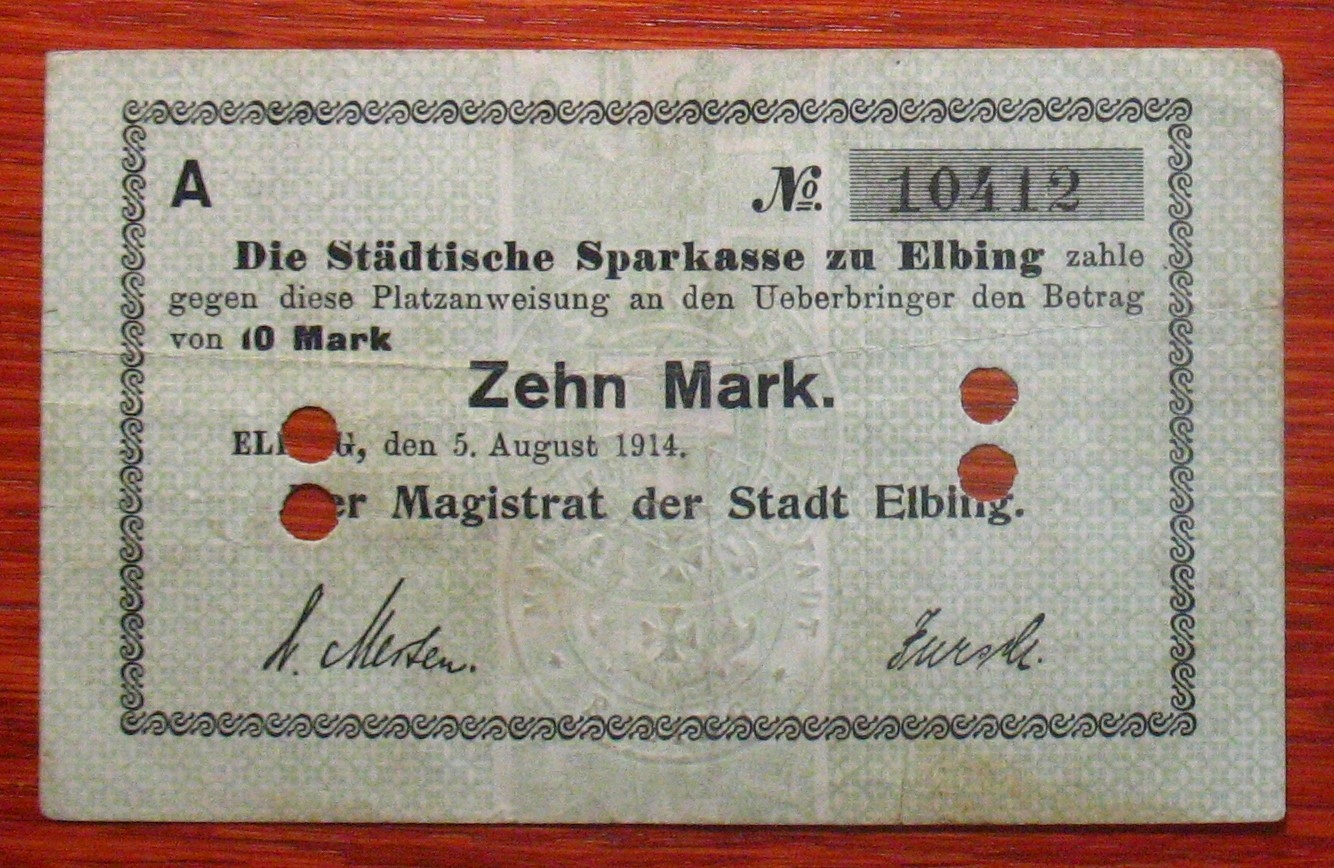 A № 10412
Die Städtische Sparkasse zu Elbing zahle
gegen diese Platzanweisung an den Ueberbringer den Betrag
von 10 Mark
Zehn Mark.
den 5. August 1914.
Magistrat der Stadt Elbing.